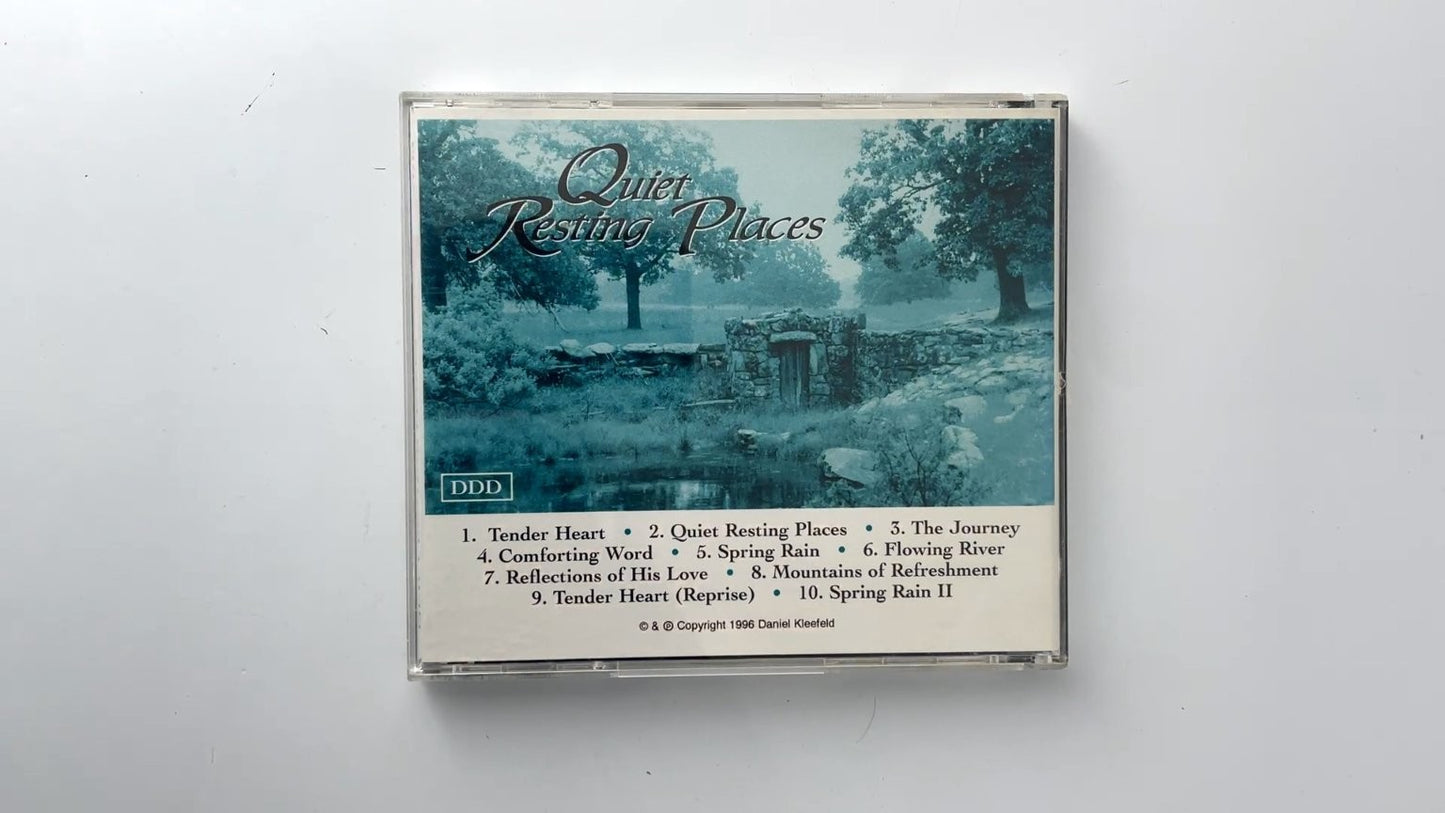 Quiet
Resting Places
DDD
1. Tender Heart • 2. Quiet Resting Places • 3. The Journey
4. Comforting Word • 5. Spring Rain • 6. Flowing River
7. Reflections of His Love • 8. Mountains of Refreshment
9. Tender Heart (Reprise) • 10. Spring Rain II
© & ℗ Copyright 1996 Daniel Kleefeld